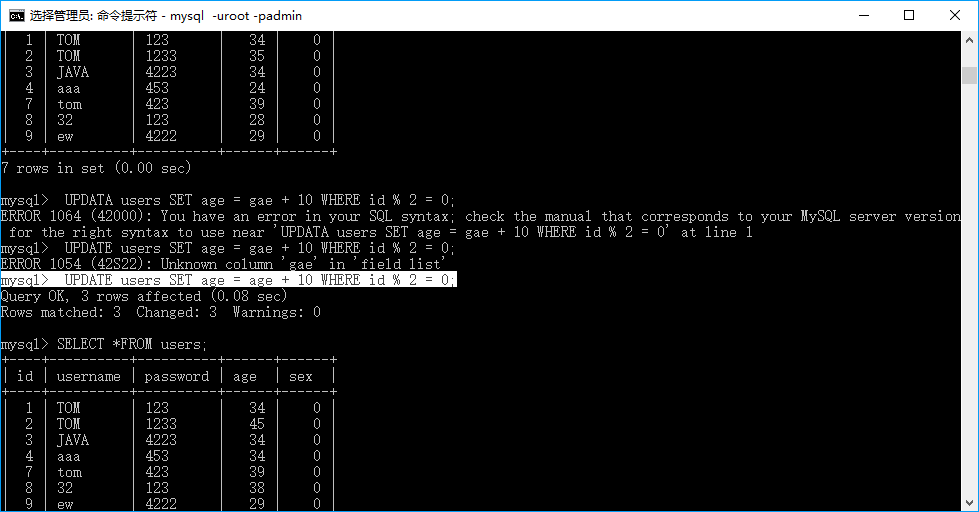 选择管理员: 命令提示符 - mysql  -uroot -padmin
|  1 | TOM      | 123      |   34 |    0 |
|  2 | TOM      | 1233     |   35 |    0 |
|  3 | JAVA     | 4223     |   34 |    0 |
|  4 | aaa      | 453      |   24 |    0 |
|  7 | tom      | 423      |   39 |    0 |
|  8 | 32       | 123      |   28 |    0 |
|  9 | ew       | 4222     |   29 |    0 |
+----+----------+----------+------+------+
7 rows in set (0.00 sec)
mysql>  UPDATA users SET age = gae + 10 WHERE id % 2 = 0;
ERROR 1064 (42000): You have an error in your SQL syntax; check the manual that corresponds to your MySQL server version
 for the right syntax to use near 'UPDATA users SET age = gae + 10 WHERE id % 2 = 0' at line 1
mysql>  UPDATE users SET age = gae + 10 WHERE id % 2 = 0;
ERROR 1054 (42S22): Unknown column 'gae' in 'field list'
mysql>  UPDATE users SET age = age + 10 WHERE id % 2 = 0;
Query OK, 3 rows affected (0.08 sec)
Rows matched: 3  Changed: 3  Warnings: 0
mysql> SELECT *FROM users;
+----+----------+----------+------+------+
| id | username | password | age  | sex  |
+----+----------+----------+------+------+
|  1 | TOM      | 123      |   34 |    0 |
|  2 | TOM      | 1233     |   45 |    0 |
|  3 | JAVA     | 4223     |   34 |    0 |
|  4 | aaa      | 453      |   34 |    0 |
|  7 | tom      | 423      |   39 |    0 |
|  8 | 32       | 123      |   38 |    0 |
|  9 | ew       | 4222     |   29 |    0 |